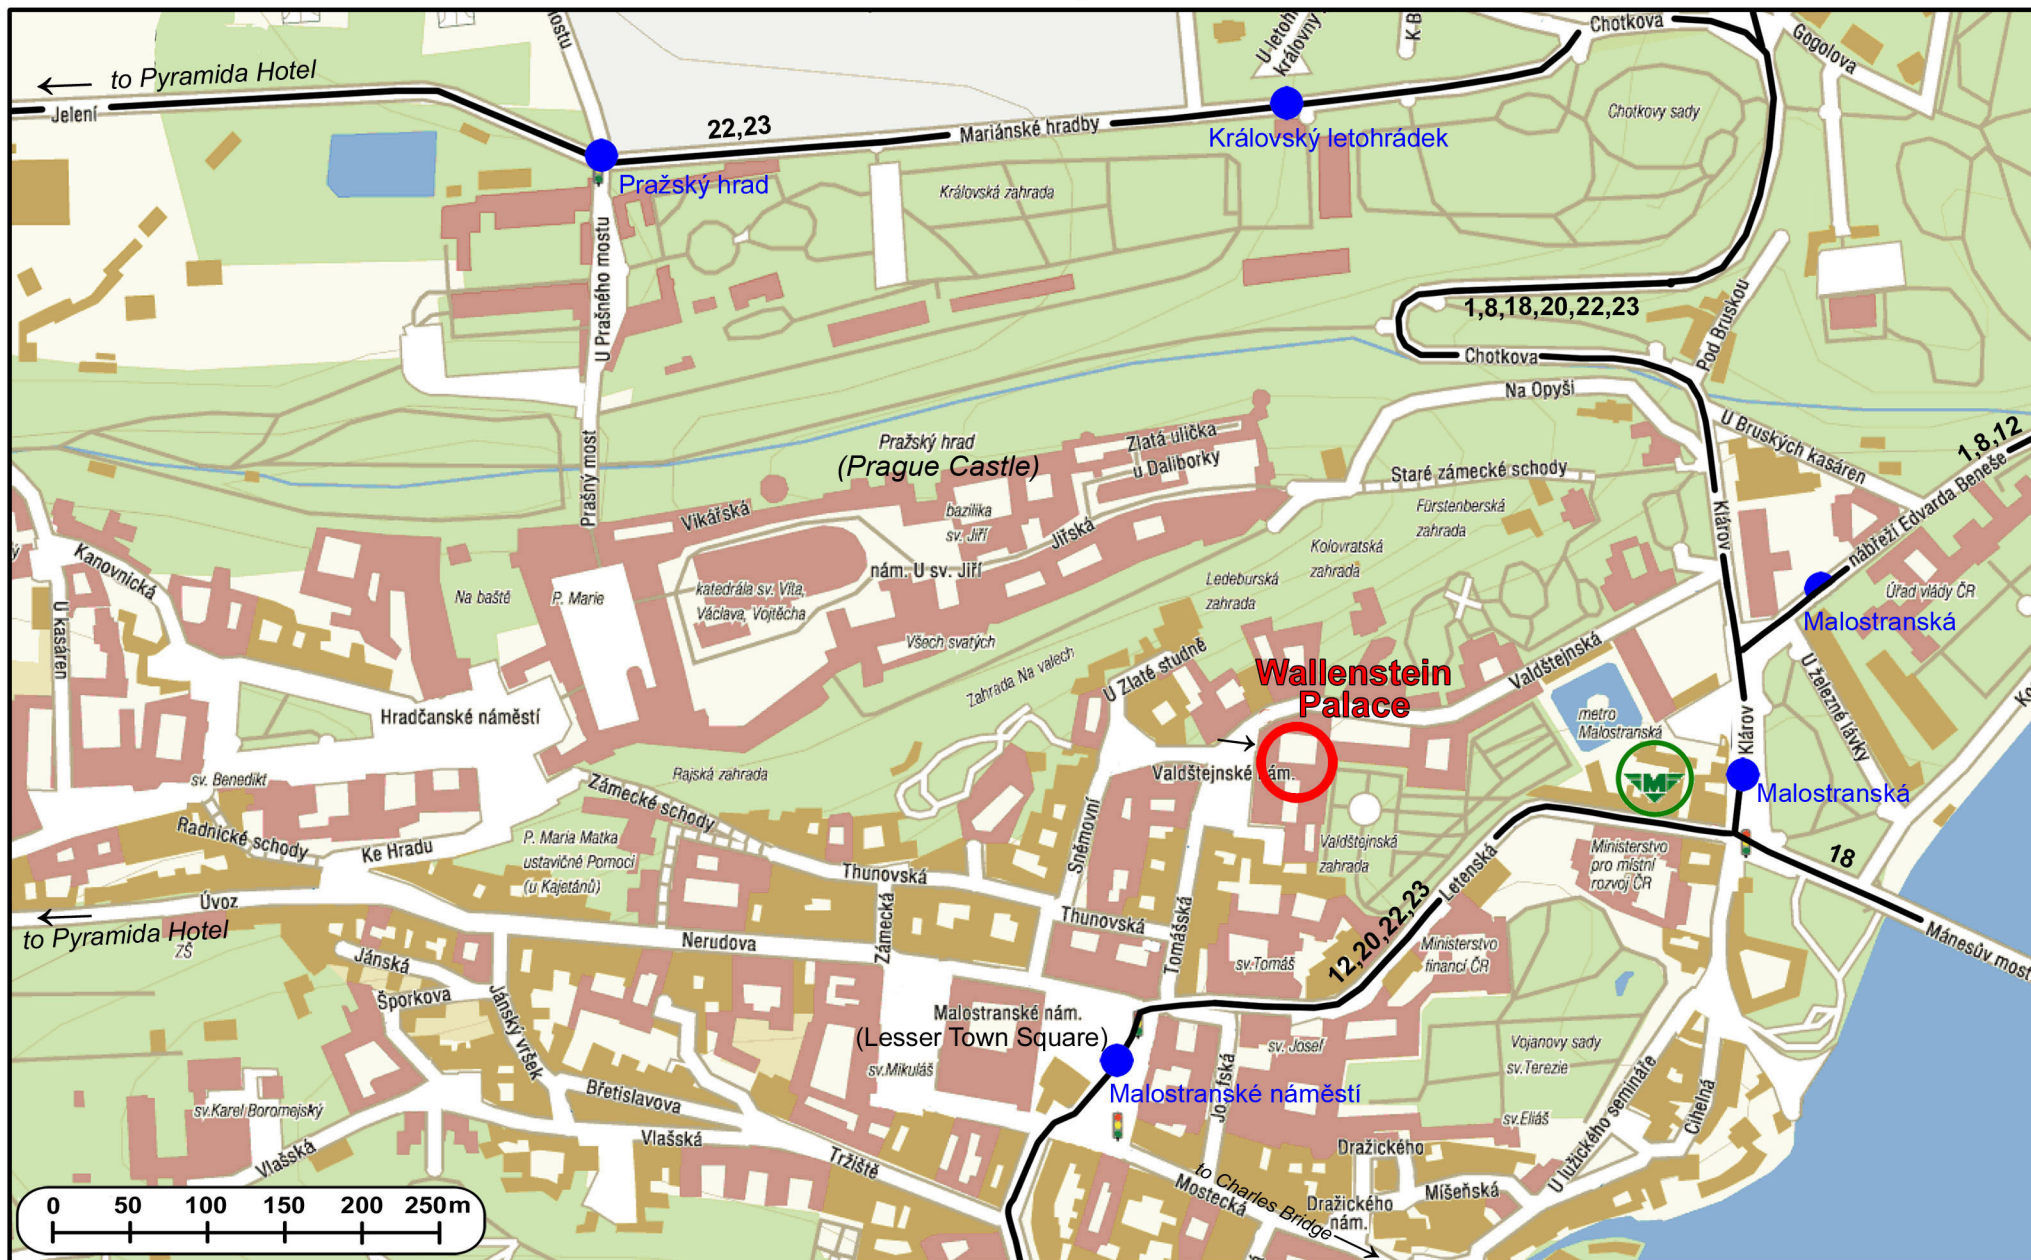 Chotkova
Gogolova
to Pyramida Hotel
Jelení
22,23
Mariánské hradby
Královský letohrádek
Chotkovy sady
Pražský hrad
Královská zahrada
U Prašného mostu
1,8,18,20,22,23
Pod Bruskou
Chotkova
Na Opyši
U Bruských kasáren
1,8,12
Pražský hrad
(Prague Castle)
Zlatá ulička
u Daliborky
Staré zámecké schody
Prašný most
Vikářská
bazilika
sv. Jiří
Jiřská
Fürstenberská
zahrada
Klárov
nábřeží Edvarda Beneše
Kanovnická
Kolovratská
zahrada
nám. U sv. Jiří
Ledeburská
zahrada
katedrála sv. Víta,
Václava, Vojtěcha
Na baště
P. Marie
Úřad vlády ČR
U kasáren
Malostranská
Všech svatých
U Zlaté studně
Valdštejnská
Zahrada Na valech
Wallenstein
Palace
U železné lávky
Hradčanské náměstí
metro
Malostranská
Klárov
sv. Benedikt
Rajská zahrada
Valdštejnské nám.
M
Malostranská
Zámecké schody
Radnické schody
Ke Hradu
P. Maria Matka
ustavičné Pomoci
(u Kajetánů)
Sněmovní
Valdštejnská
zahrada
Letenská
Ministerstvo
pro místní
rozvoj ČR
18
Thunovská
Úvoz
to Pyramida Hotel
ZŠ
Zámecká
Thunovská
Tomášská
12,20,22,23
Mánesův most
Nerudova
Jánská
sv.Tomáš
Ministerstvo
financí ČR
Šporkova
Jánský vršek
Malostranské nám.
(Lesser Town Square)
sv.Mikuláš
sv. Josef
Vojanovy sady
sv.Terezie
Malostranské náměstí
Břetislavova
sv.Karel Boromejský
sv.Eliáš
U lužického semináře
Cihelná
Vlašská
Vlašská
Tržiště
Dražického
to Charles Bridge
Mostecká
Dražického
nám.
Míšeňská
0 50 100 150 200 250m